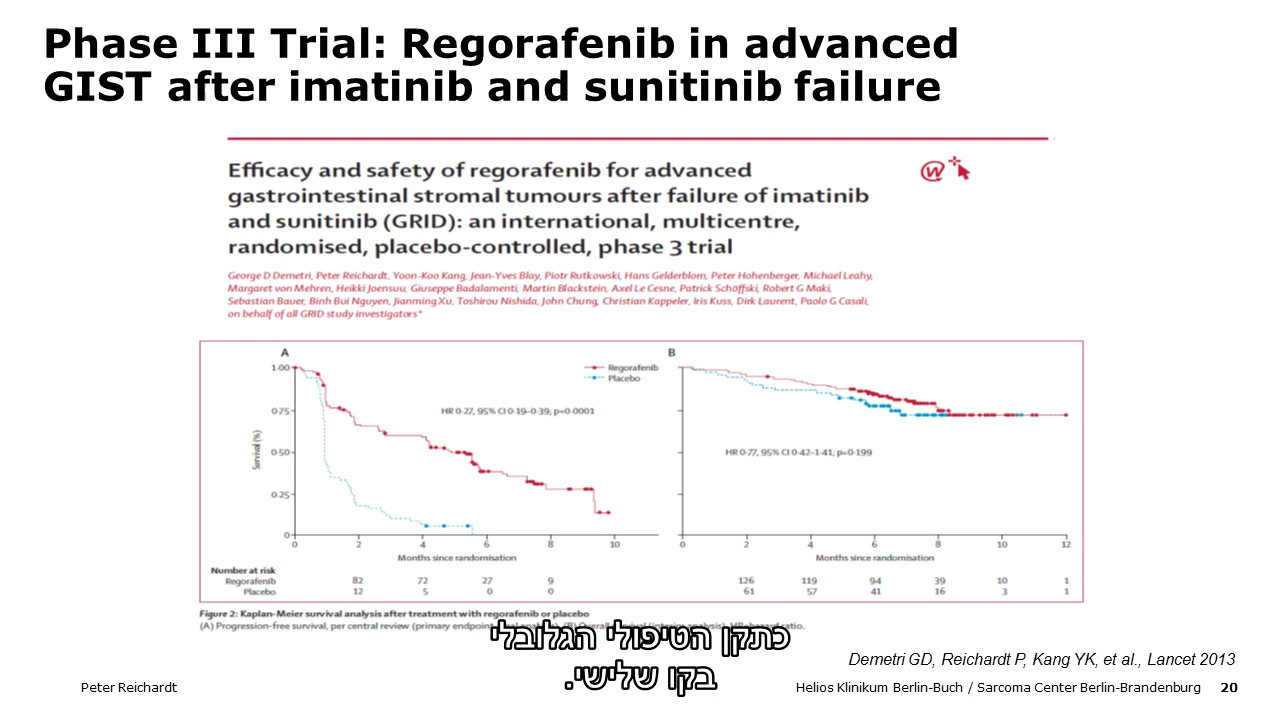 Phase III Trial: Regorafenib in advanced
GIST after imatinib and sunitinib failure
Efficacy and safety of regorafenib for advanced
gastrointestinal stromal tumours after failure of imatinib
and sunitinib (GRID): an international, multicentre,
randomised, placebo-controlled, phase 3 trial
George D Demetri, Peter Reichardt, Yoon-Koo Kang, Jean-Yves Blay, Piotr Rutkowski, Hans Gelderblom, Peter Hohenberger, Michael Leahy,
Margaret von Mehren, Heikki Joensuu, Giuseppe Badalamenti, Martin Blackstein, Axel Le Cesne, Patrick Schöffski, Robert G Maki,
Sebastian Bauer, Binh Bui Nguyen, Jianming Xu, Toshirou Nishida, John Chung, Christian Kappeler, Iris Kuss, Dirk Laurent, Paolo G Casali,
on behalf of all GRID study investigators*
A
1·00
0·75
0·50
0·25
0
Survival (%)
Regorafenib
Placebo
HR 0·27, 95% CI 0·19–0·39; p<0·0001
0 2 4 6 8 10
Months since randomisation
B
HR 0·77, 95% CI 0·42–1·41; p=0·199
0 2 4 6 8 10 12
Months since randomisation
Number at risk
Regorafenib 82 72 27 9 126 119 94 39 10 1
Placebo 12 5 0 0 61 57 41 16 3 1
Figure 2: Kaplan-Meier survival analysis after treatment with regorafenib or placebo
(A) Progression-free survival, per central review (primary endpoint, ratio.
כתקן הטיפולי הגלובלי
בקו שלישי.
Demetri GD, Reichardt P, Kang YK, et al., Lancet 2013
Peter Reichardt
Helios Klinikum Berlin-Buch / Sarcoma Center Berlin-Brandenburg 20